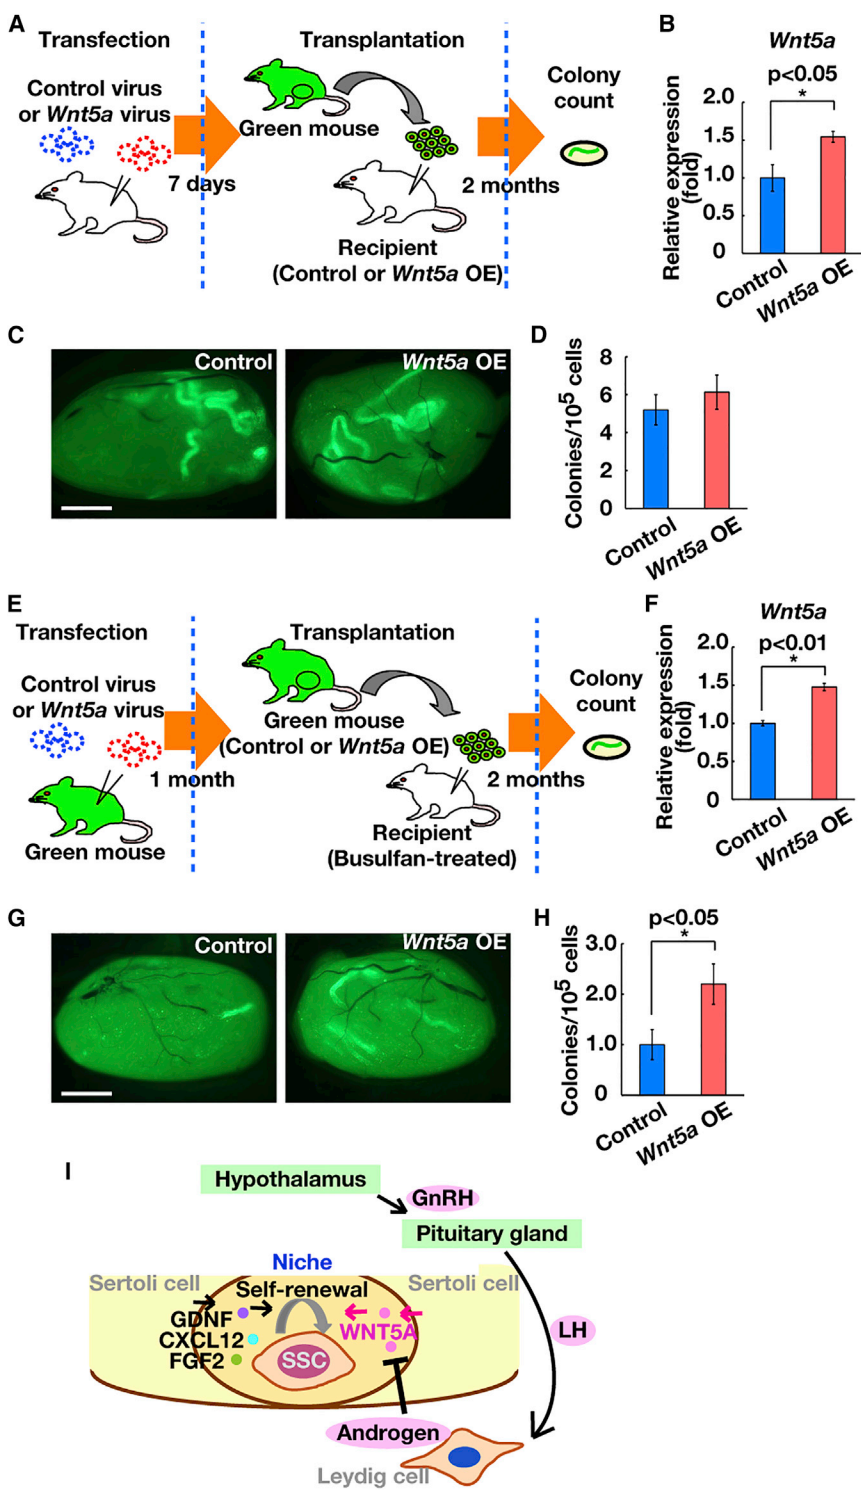 A
Transfection
Transplantation
Control virus
or Wnt5a virus
Green mouse
7 days
2 months
Colony
count
Recipient
(Control or Wnt5a OE)
B
Wnt5a
p<0.05
*
Relative expression
(fold)
2.0
1.5
1.0
0.5
0
Control
Wnt5a OE
C
Control
Wnt5a OE
D
Colonies/10⁵ cells
8
6
4
2
0
Control
Wnt5a OE
E
Transfection
Transplantation
Control virus
or Wnt5a virus
Green mouse
(Control or Wnt5a OE)
1 month
2 months
Colony
count
Green mouse
Recipient
(Busulfan-treated)
F
Wnt5a
p<0.01
*
Relative expression
(fold)
2.0
1.5
1.0
0.5
0
Control
Wnt5a OE
G
Control
Wnt5a OE
H
p<0.05
*
Colonies/10⁵ cells
3.0
2.0
1.0
0
Control
Wnt5a OE
I
Hypothalamus
GnRH
Pituitary gland
Niche
Sertoli cell
Self-renewal
Sertoli cell
GDNF
CXCL12
FGF2
WNT5A
SSC
LH
Androgen
Leydig cell